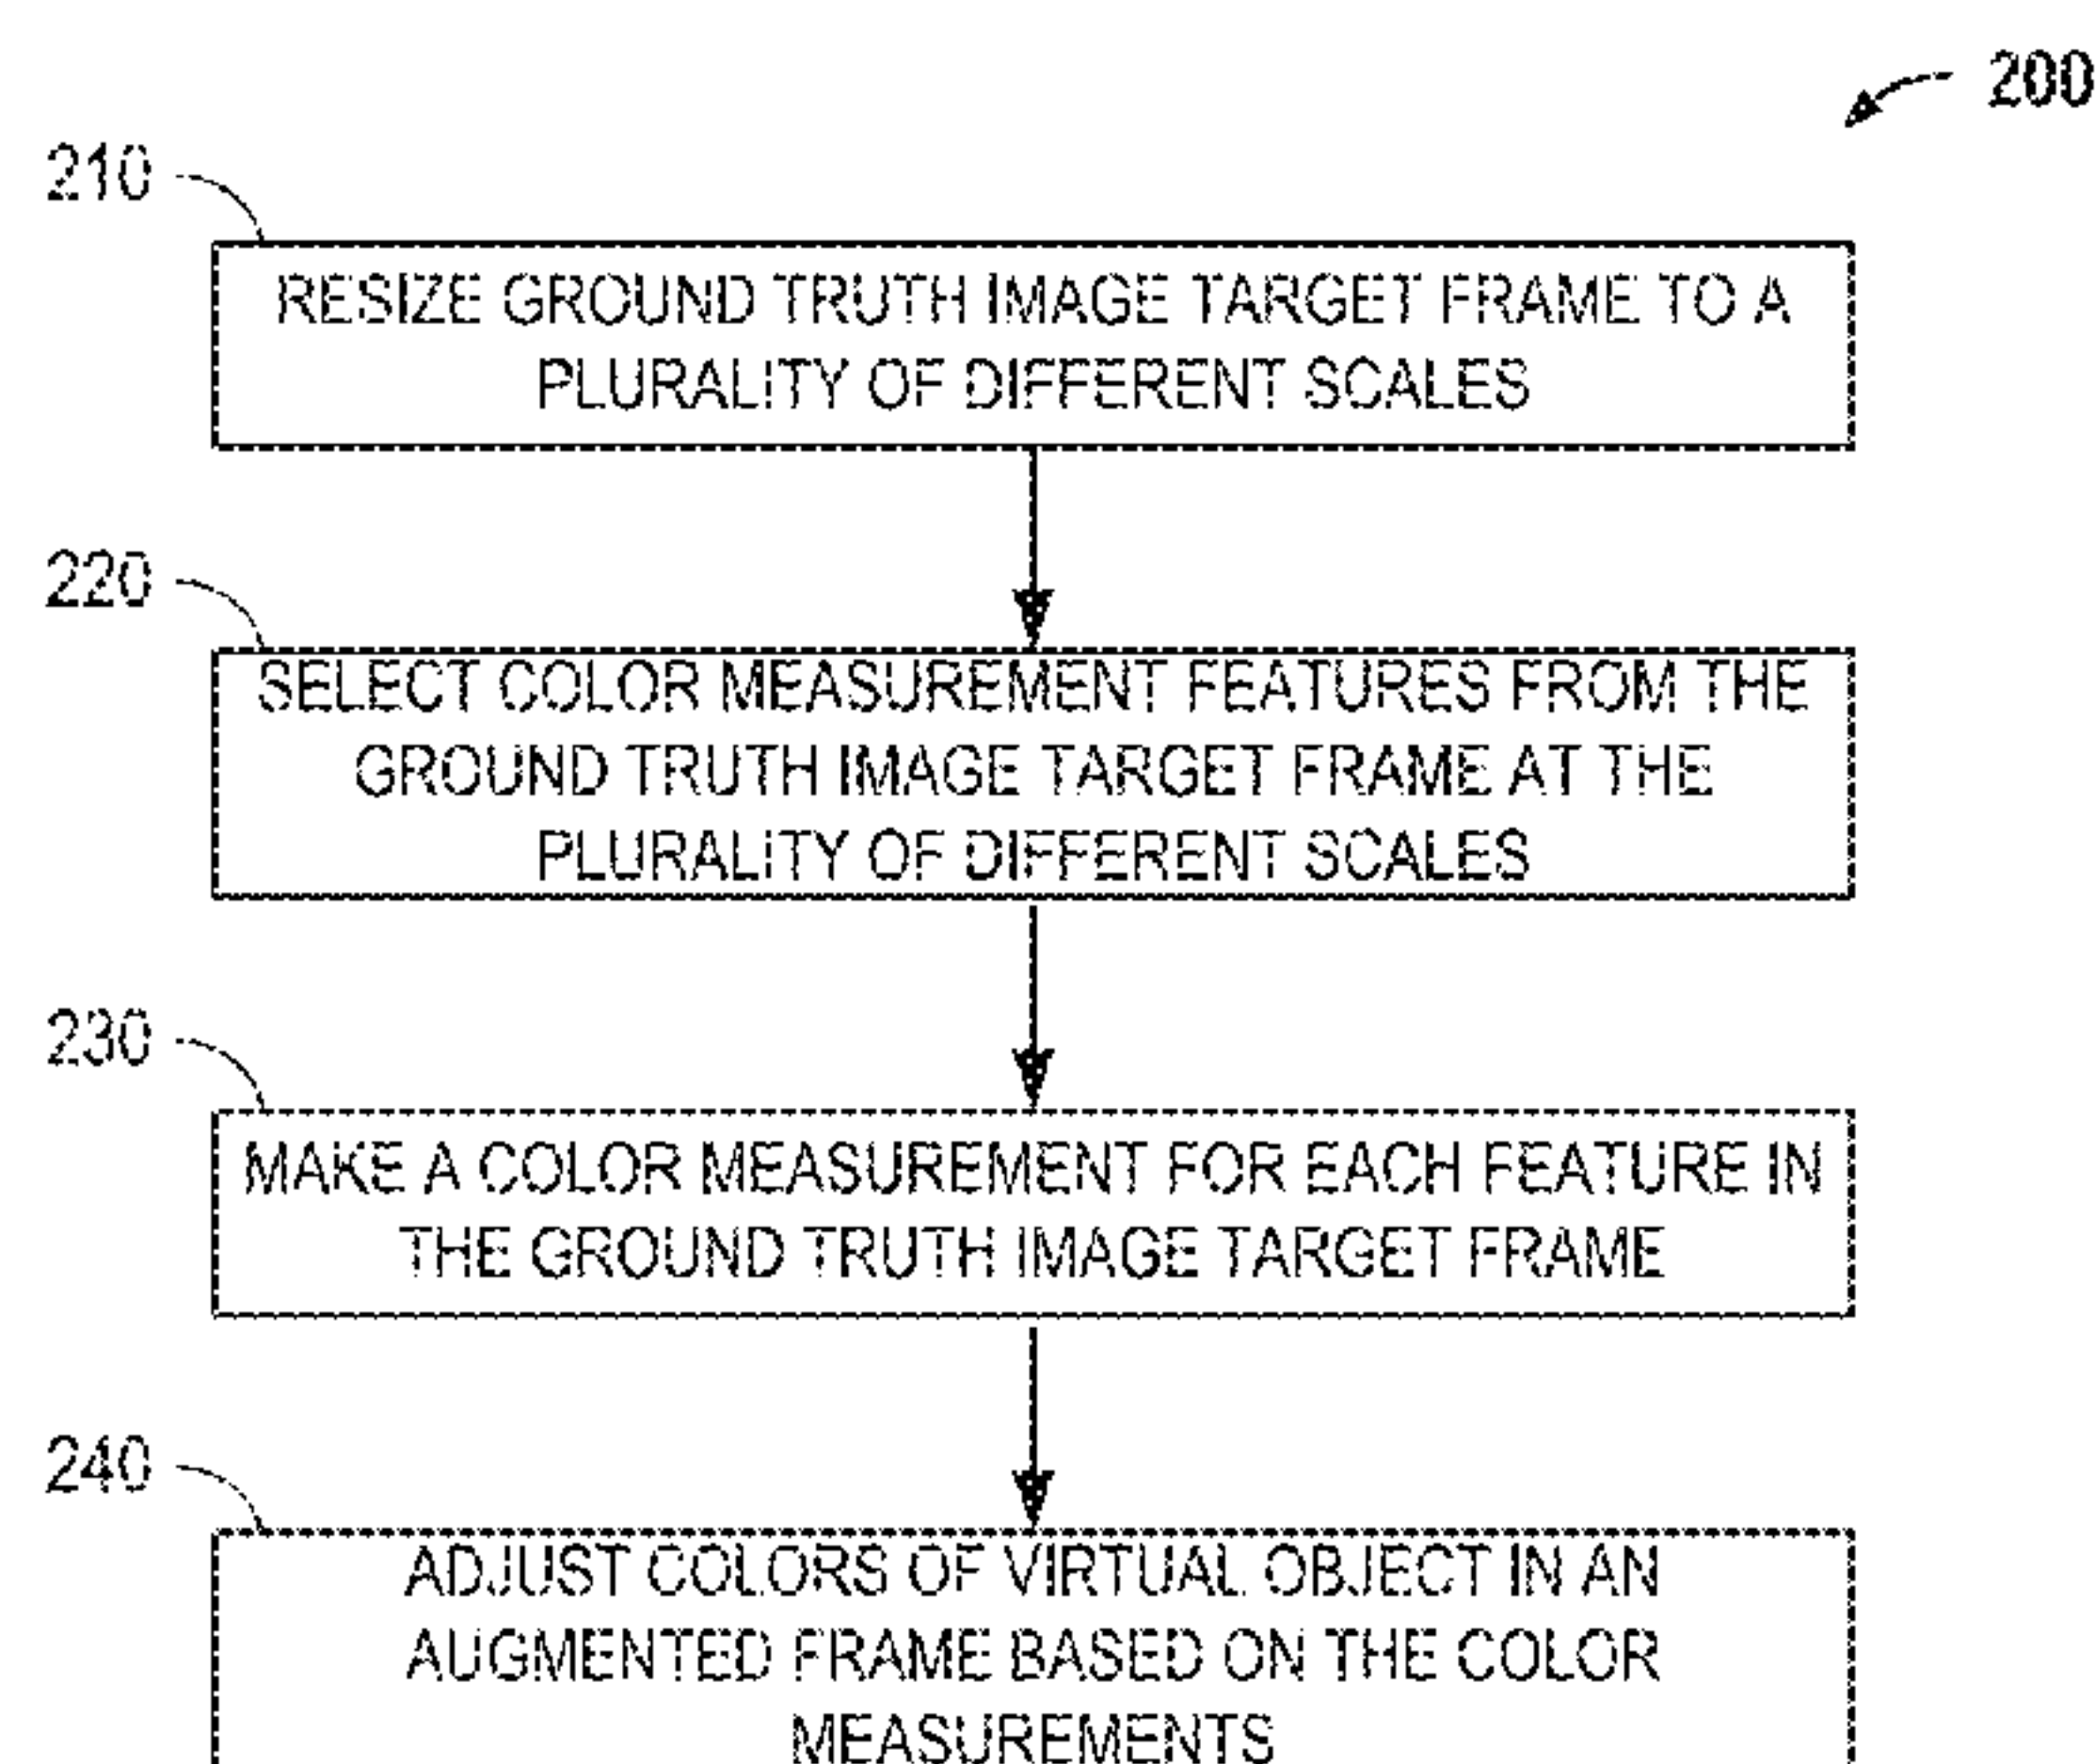 200
210
RESIZE GROUND TRUTH IMAGE TARGET FRAME TO A
PLURALITY OF DIFFERENT SCALES
220
SELECT COLOR MEASUREMENT FEATURES FROM THE
GROUND TRUTH IMAGE TARGET FRAME AT THE
PLURALITY OF DIFFERENT SCALES
230
MAKE A COLOR MEASUREMENT FOR EACH FEATURE IN
THE GROUND TRUTH IMAGE TARGET FRAME
240
ADJUST COLORS OF VIRTUAL OBJECT IN AN
AUGMENTED FRAME BASED ON THE COLOR
MEASUREMENTS